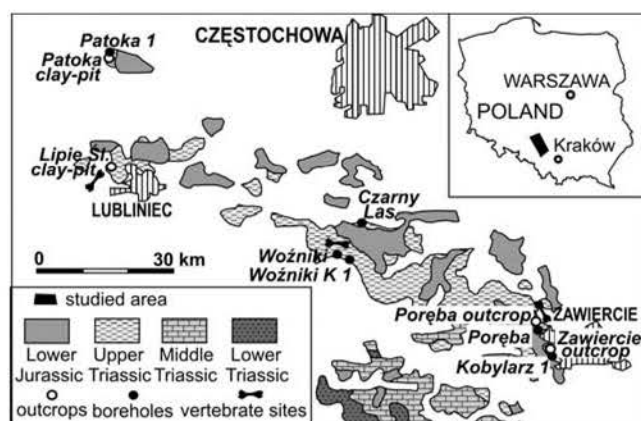 Patoka 1
Patoka
clay-pit
CZĘSTOCHOWA
WARSZAWA
POLAND
Kraków
Lipie Śl.
clay-pit
LUBLINIEC
Czarny
Las
0 30 km
Woźniki
Woźniki K 1
studied area
Poręba outcrop
ZAWIERCIE
Poręba
Zawiercie
outcrop
Kobylarz 1
Lower Upper Middle Lower
Jurassic Triassic Triassic Triassic
outcrops boreholes vertebrate sites